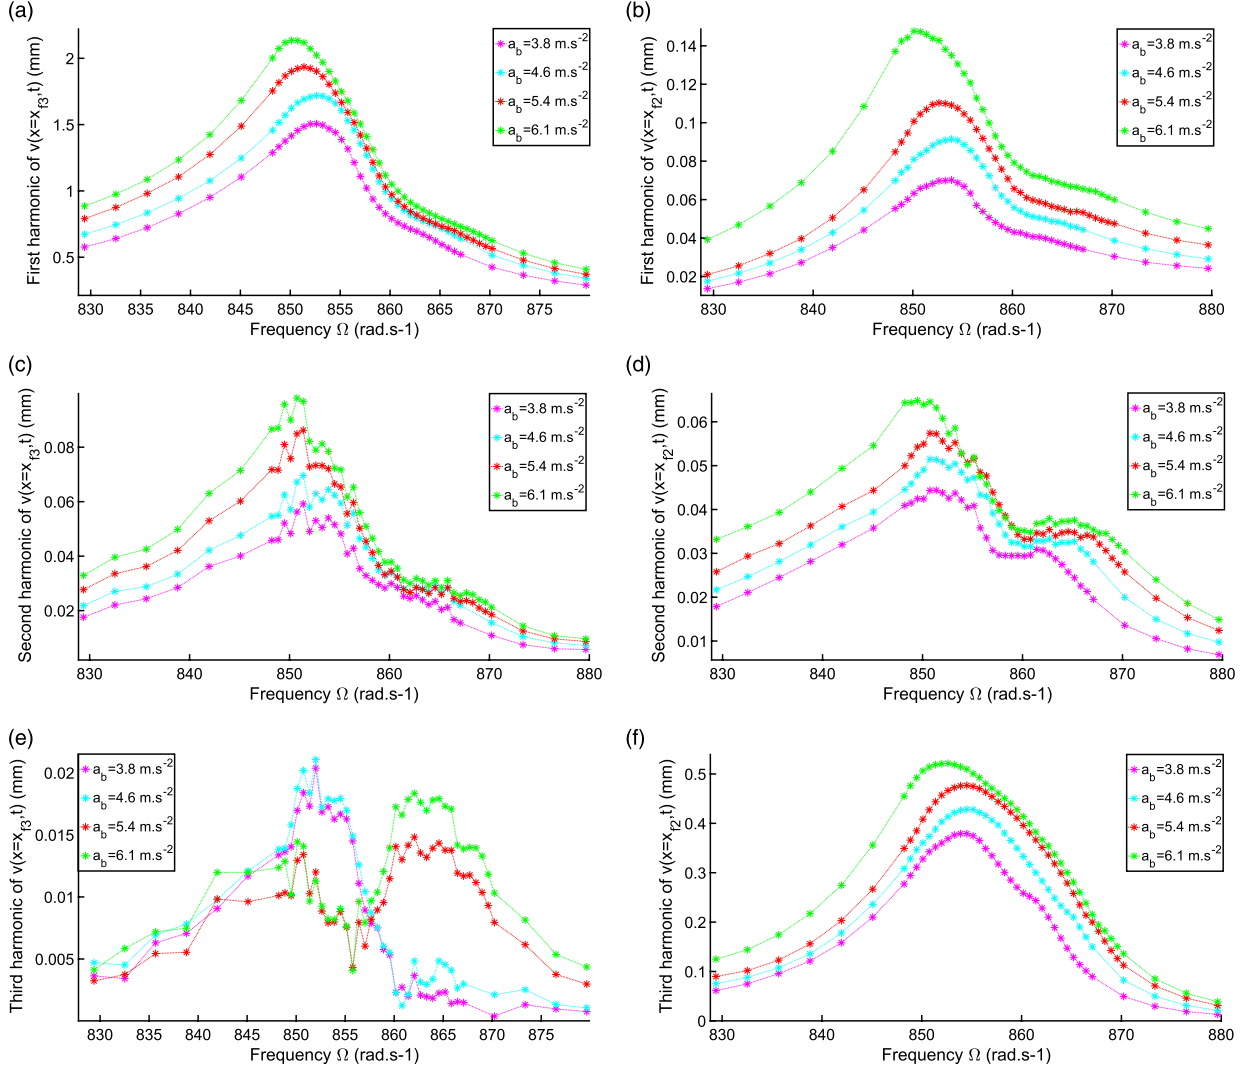 (a)
First harmonic of v(x=x_f3,t) (mm)
2
1.5
1
0.5
830 835 840 845 850 855 860 865 870 875
Frequency Ω (rad.s-1)
a_b=3.8 m.s^-2
a_b=4.6 m.s^-2
a_b=5.4 m.s^-2
a_b=6.1 m.s^-2
(b)
First harmonic of v(x=x_f2,t) (mm)
0.14
0.12
0.1
0.08
0.06
0.04
0.02
830 840 850 860 870 880
Frequency Ω (rad.s-1)
a_b=3.8 m.s^-2
a_b=4.6 m.s^-2
a_b=5.4 m.s^-2
a_b=6.1 m.s^-2
(c)
Second harmonic of v(x=x_f3,t) (mm)
0.08
0.06
0.04
0.02
830 840 850 860 870 880
Frequency Ω (rad.s-1)
a_b=3.8 m.s^-2
a_b=4.6 m.s^-2
a_b=5.4 m.s^-2
a_b=6.1 m.s^-2
(d)
Second harmonic of v(x=x_f2,t) (mm)
0.06
0.05
0.04
0.03
0.02
0.01
830 840 850 860 870 880
Frequency Ω (rad.s-1)
a_b=3.8 m.s^-2
a_b=4.6 m.s^-2
a_b=5.4 m.s^-2
a_b=6.1 m.s^-2
(e)
Third harmonic of v(x=x_f3,t) (mm)
0.02
0.015
0.01
0.005
830 835 840 845 850 855 860 865 870 875
Frequency Ω (rad.s-1)
a_b=3.8 m.s^-2
a_b=4.6 m.s^-2
a_b=5.4 m.s^-2
a_b=6.1 m.s^-2
(f)
Third harmonic of v(x=x_f2,t) (mm)
0.5
0.4
0.3
0.2
0.1
0
830 840 850 860 870 880
Frequency Ω (rad.s-1)
a_b=3.8 m.s^-2
a_b=4.6 m.s^-2
a_b=5.4 m.s^-2
a_b=6.1 m.s^-2